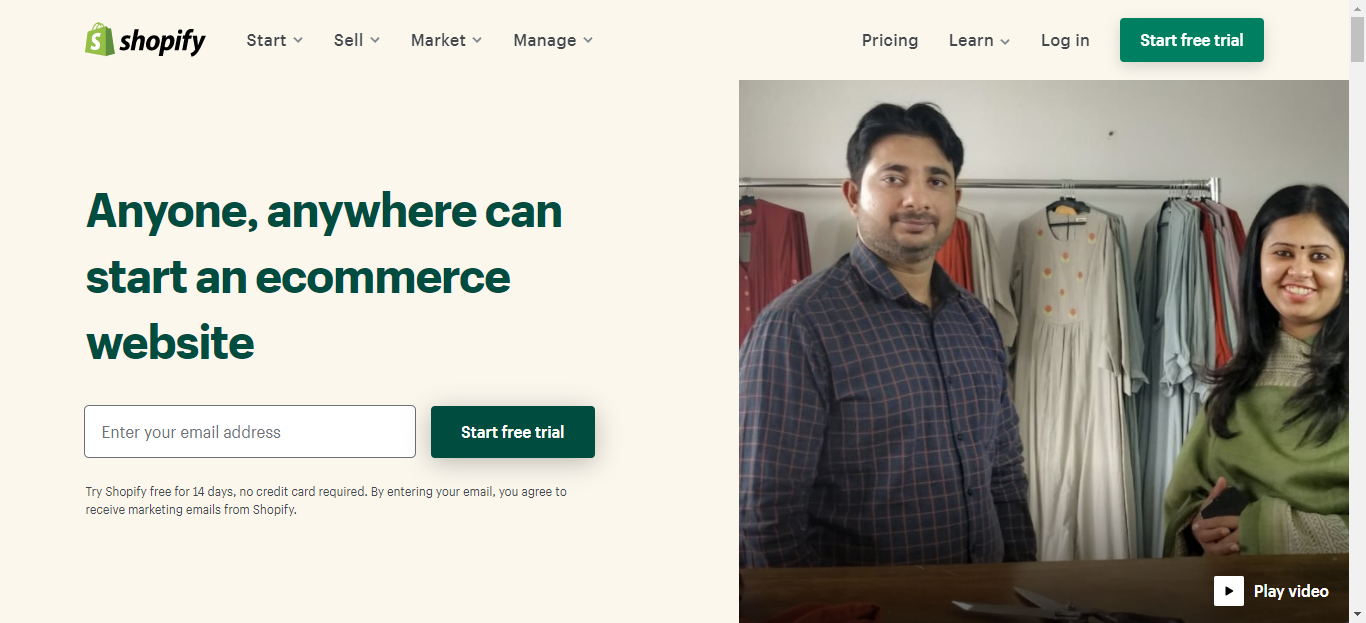 shopify
Start
Sell
Market
Manage
Pricing
Learn
Log in
Start free trial
Anyone, anywhere can
start an ecommerce
website
Enter your email address
Start free trial
Try Shopify free for 14 days, no credit card required. By entering your email, you agree to
receive marketing emails from Shopify.
Play video